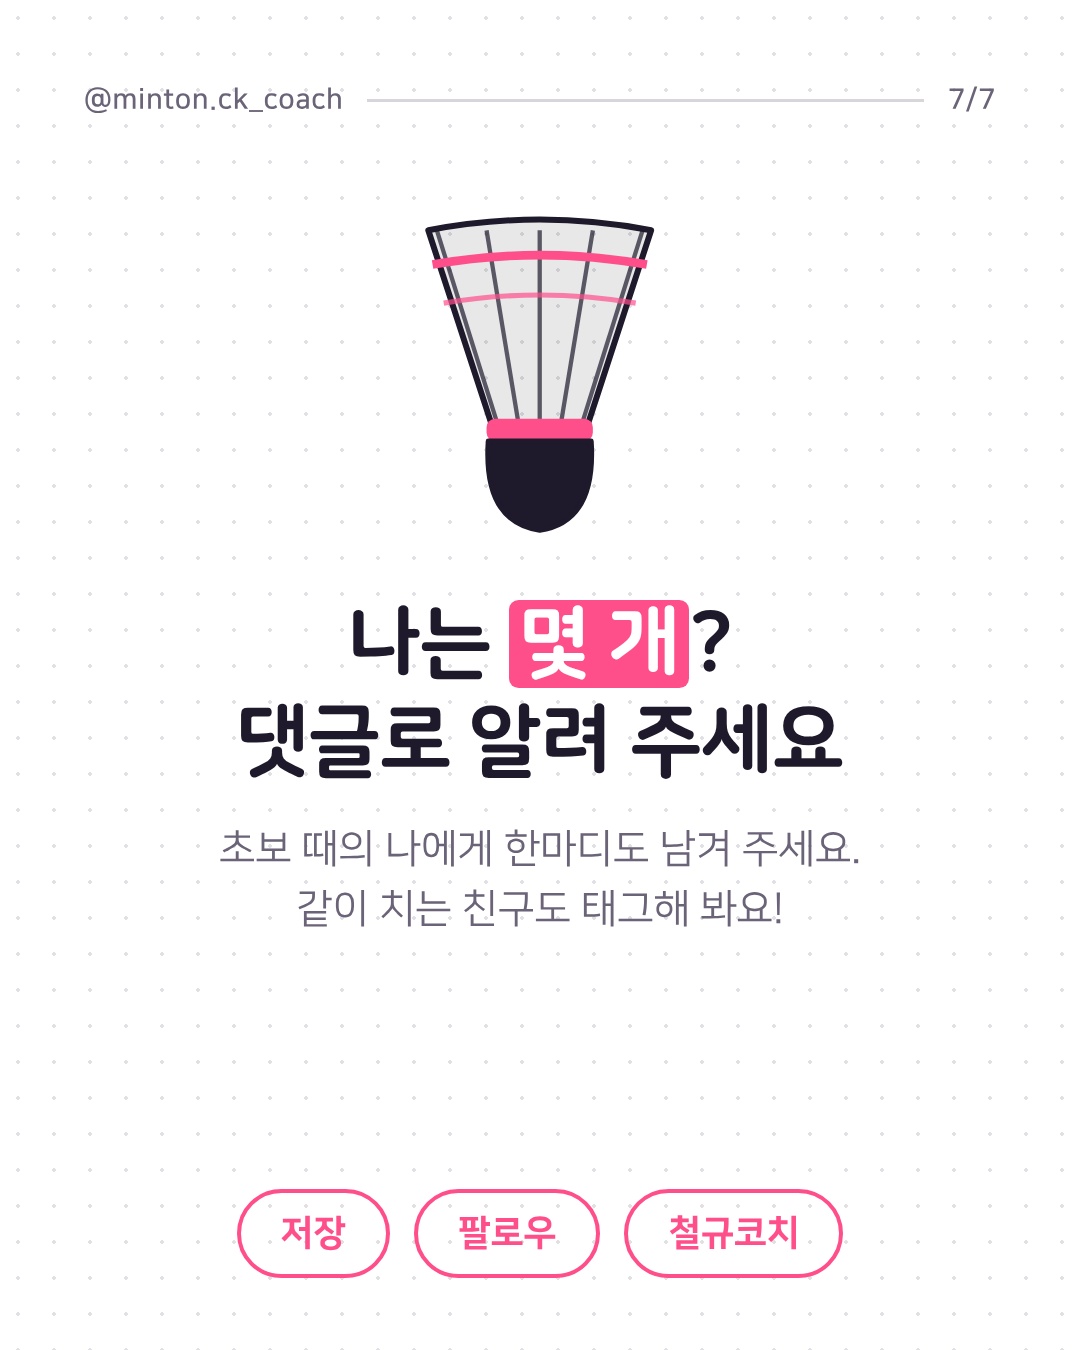 @minton.ck_coach
7/7
나는 몇 개?
댓글로 알려 주세요
초보 때의 나에게 한마디도 남겨 주세요.
같이 치는 친구도 태그해 봐요!
저장
팔로우
철규코치